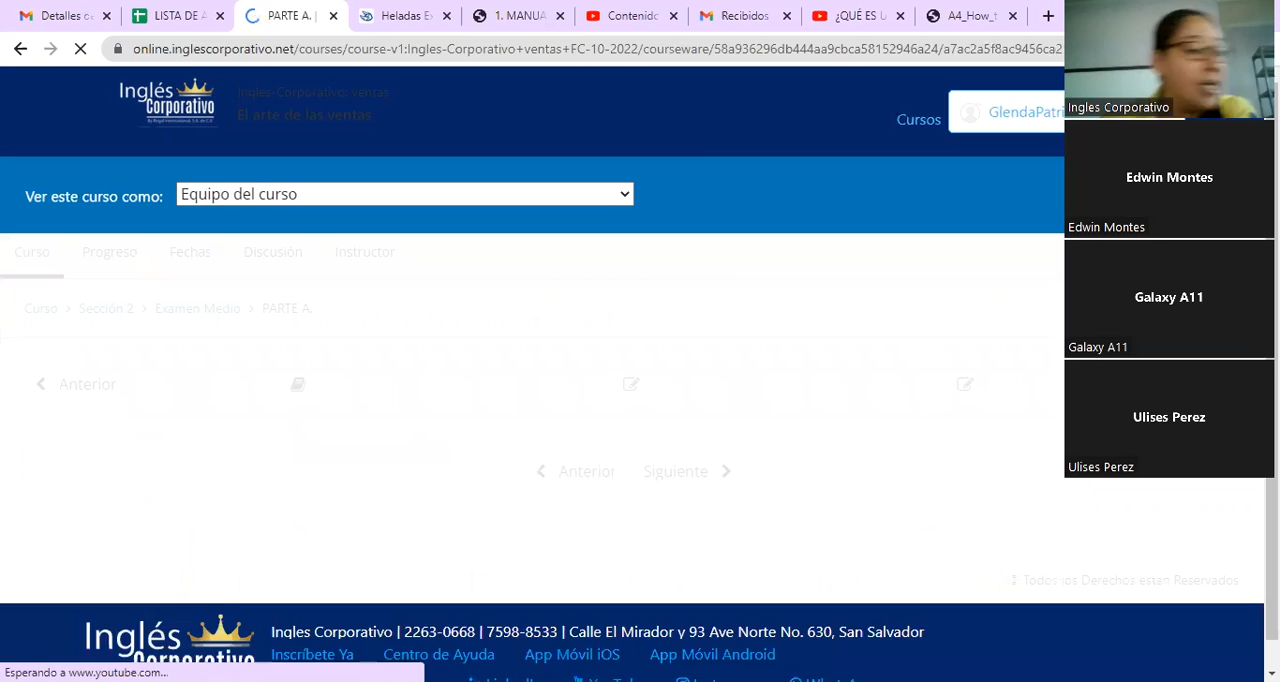 Detalles de
LISTA DE A
PARTE A. |
Heladas Ex
1. MANUA
Contenido
Recibidos
¿QUÉ ES U
A4_How_t
online.inglescorporativo.net/courses/course-v1:Ingles-Corporativo+ventas+FC-10-2022/courseware/58a936296db444aa9cbca58152946a24/a7ac2a5f8ac9456ca2
Inglés
Corporativo
Ingles-Corporativo: ventas
El arte de las ventas
Cursos
GlendaPatri
Ver este curso como:
Equipo del curso
Curso
Progreso
Fechas
Discusión
Instructor
Curso > Sección 2 > Examen Medio > PARTE A.
Anterior
Anterior
Siguiente
Todos los Derechos estan Reservados
Inglés
Corporativo
Ingles Corporativo | 2263-0668 | 7598-8533 | Calle El Mirador y 93 Ave Norte No. 630, San Salvador
Inscríbete Ya
Centro de Ayuda
App Móvil iOS
App Móvil Android
Esperando a www.youtube.com...
Ingles Corporativo
Edwin Montes
Edwin Montes
Galaxy A11
Galaxy A11
Ulises Perez
Ulises Perez